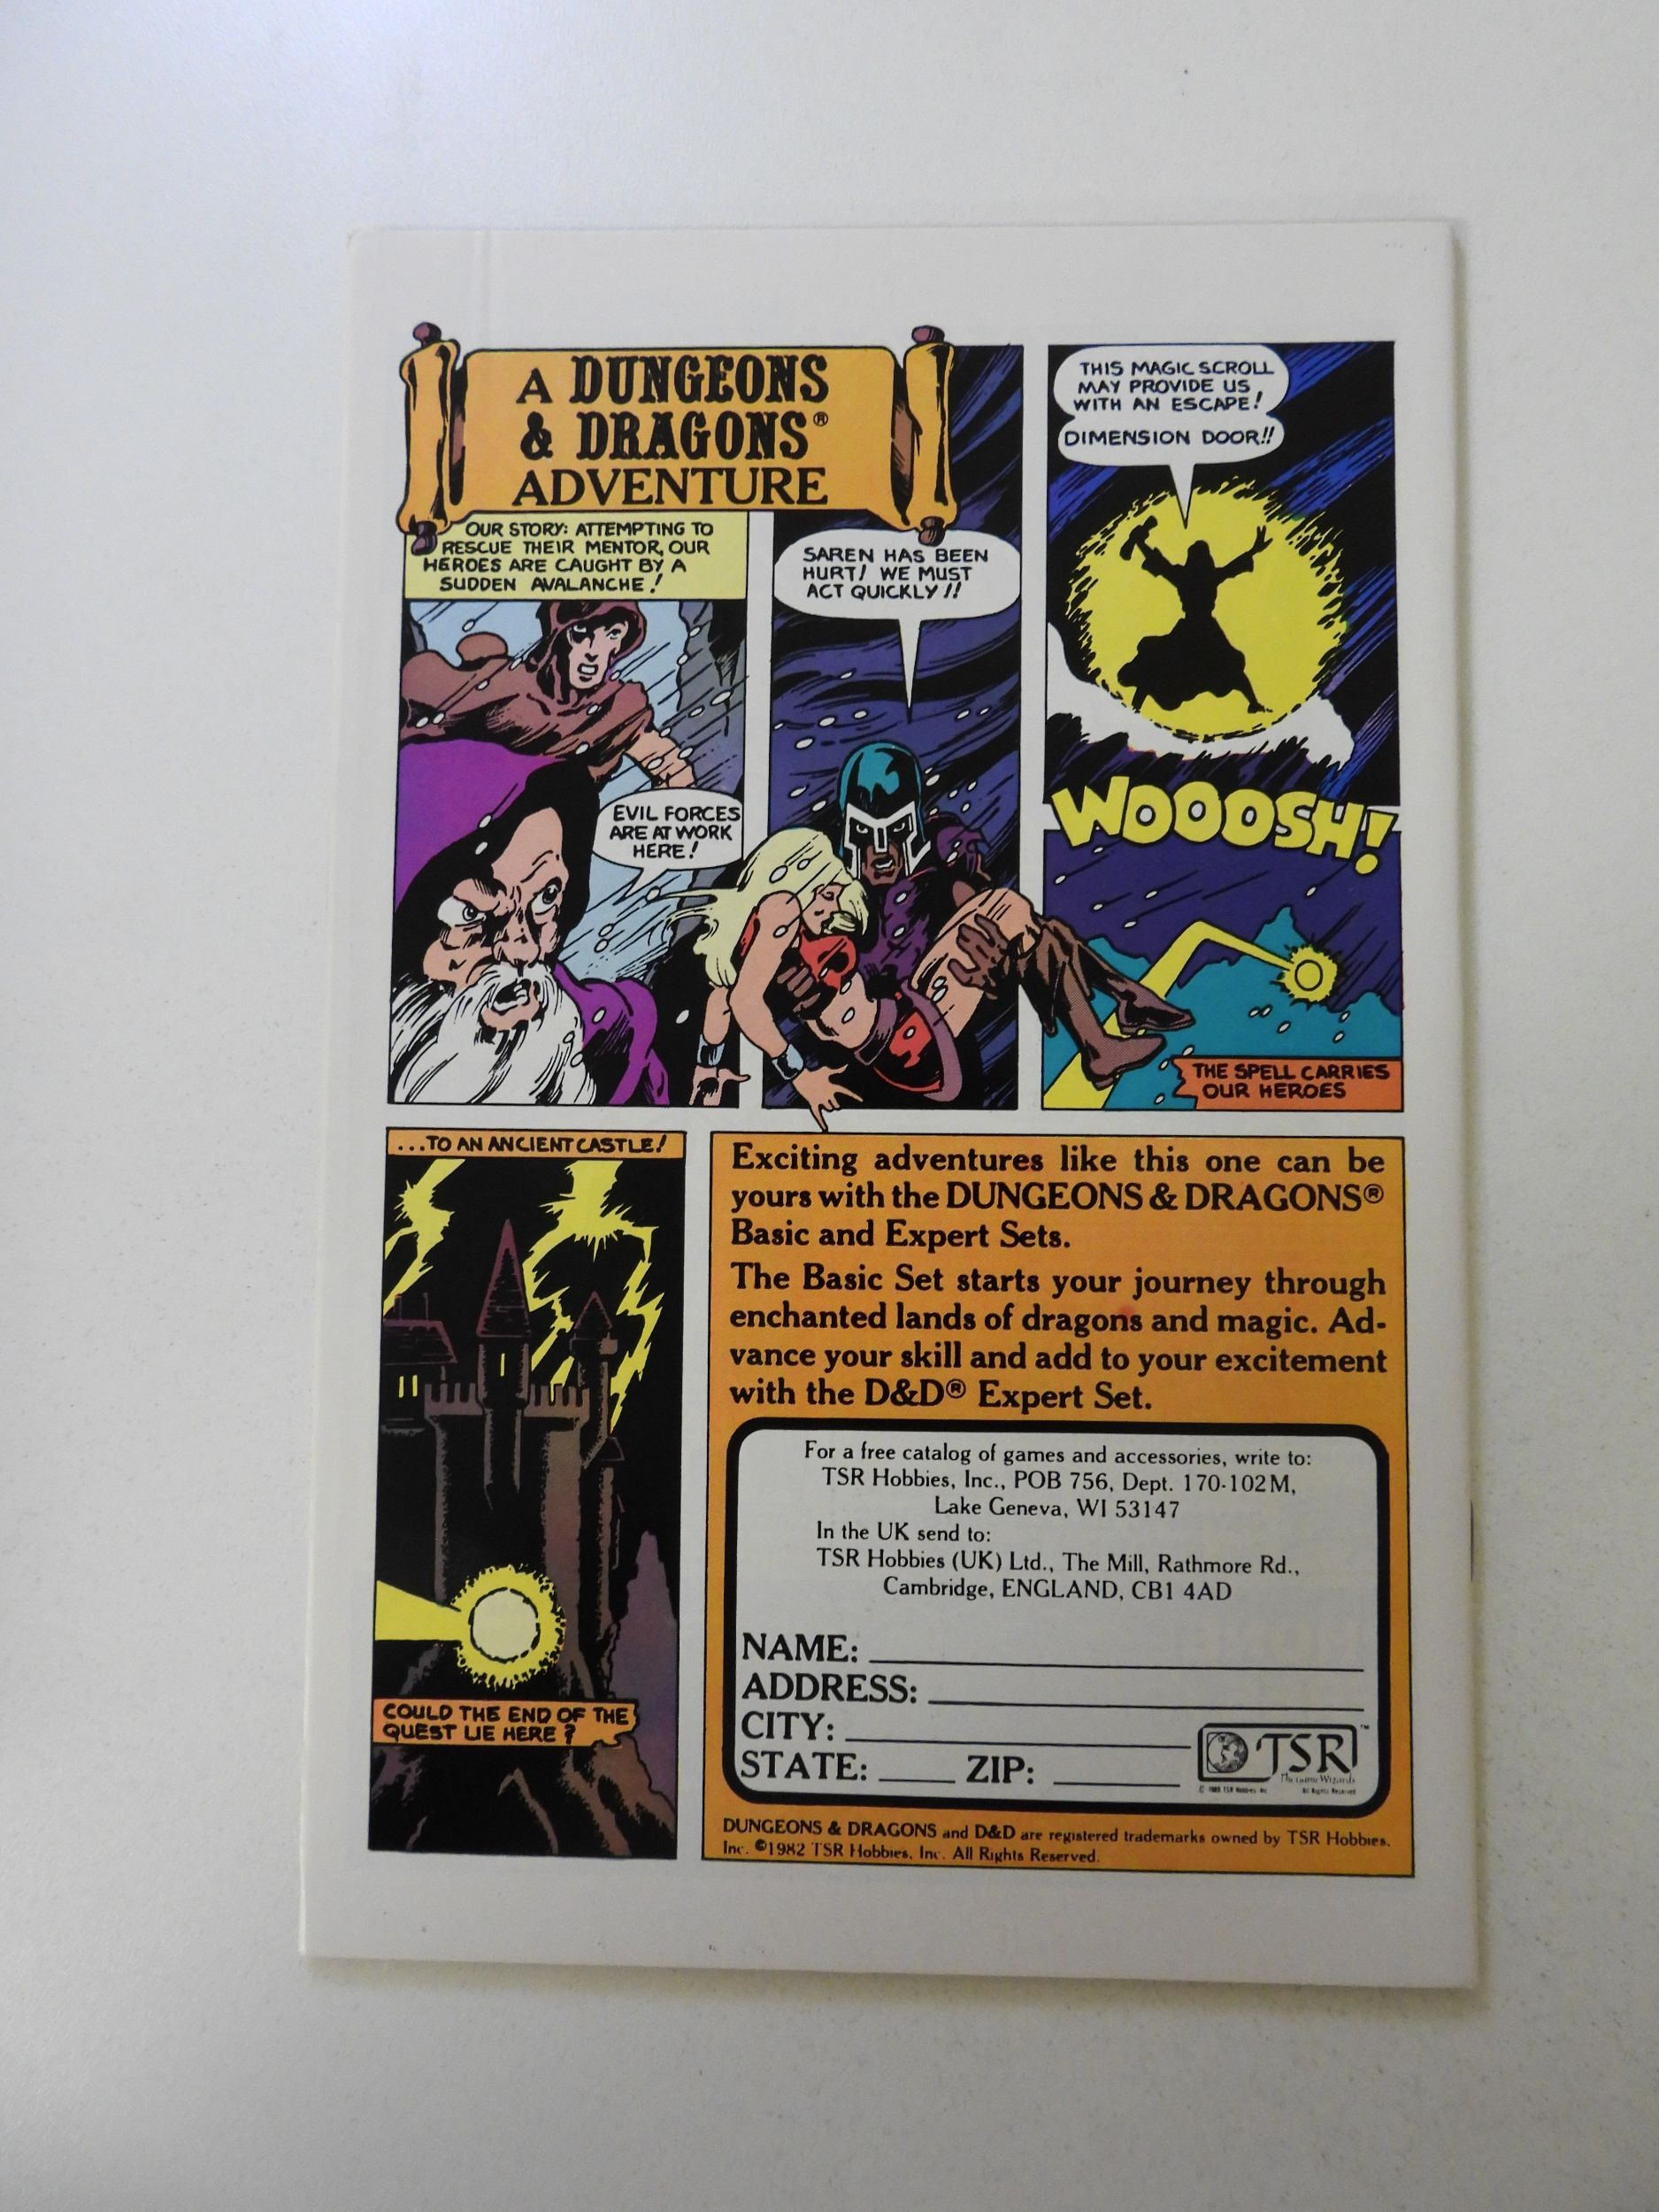 A DUNGEONS
& DRAGONS®
ADVENTURE
OUR STORY: ATTEMPTING TO
RESCUE THEIR MENTOR, OUR
HEROES ARE CAUGHT BY A
SUDDEN AVALANCHE!
EVIL FORCES
ARE AT WORK
HERE!
SAREN HAS BEEN
HURT! WE MUST
ACT QUICKLY!!
THIS MAGIC SCROLL
MAY PROVIDE US
WITH AN ESCAPE!
DIMENSION DOOR!!
WOOOSH!
THE SPELL CARRIES
OUR HEROES
...TO AN ANCIENT CASTLE!
COULD THE END OF THE
QUEST LIE HERE?
Exciting adventures like this one can be
yours with the DUNGEONS & DRAGONS®
Basic and Expert Sets.
The Basic Set starts your journey through
enchanted lands of dragons and magic. Ad-
vance your skill and add to your excitement
with the D&D® Expert Set.
For a free catalog of games and accessories, write to:
TSR Hobbies, Inc., POB 756, Dept. 170-102M,
Lake Geneva, WI 53147
In the UK send to:
TSR Hobbies (UK) Ltd., The Mill, Rathmore Rd.,
Cambridge, ENGLAND, CB1 4AD
NAME:
ADDRESS:
CITY:
STATE: ZIP:
TSR™
The Game Wizards
All Rights Reserved
DUNGEONS & DRAGONS and D&D are registered trademarks owned by TSR Hobbies,
Inc. ©1982 TSR Hobbies, Inc. All Rights Reserved.